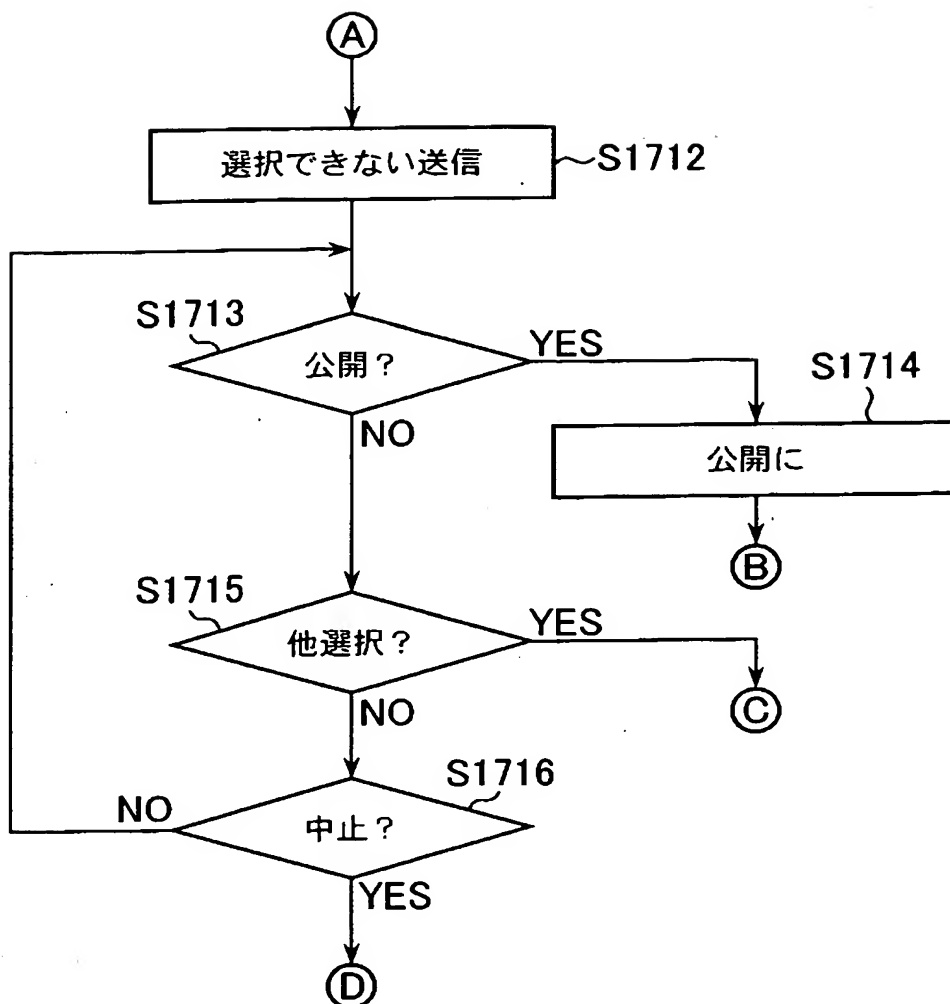 A
選択できない送信
S1712
S1713
公開?
YES
NO
S1714
公開に
B
S1715
他選択?
YES
NO
C
S1716
中止?
NO
YES
D